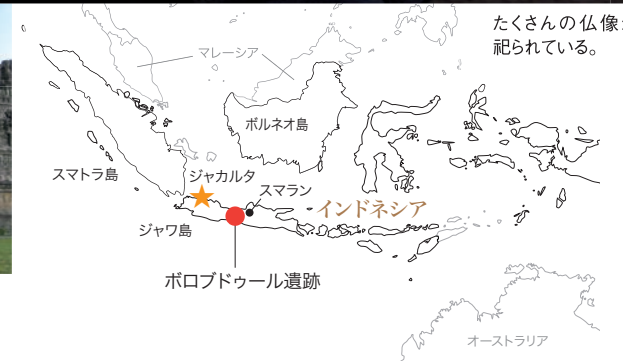 たくさんの仏像
祀られている。
マレーシア
ボルネオ島
スマトラ島
ジャカルタ
スマラン
インドネシア
ジャワ島
ボロブドゥール遺跡
オーストラリア